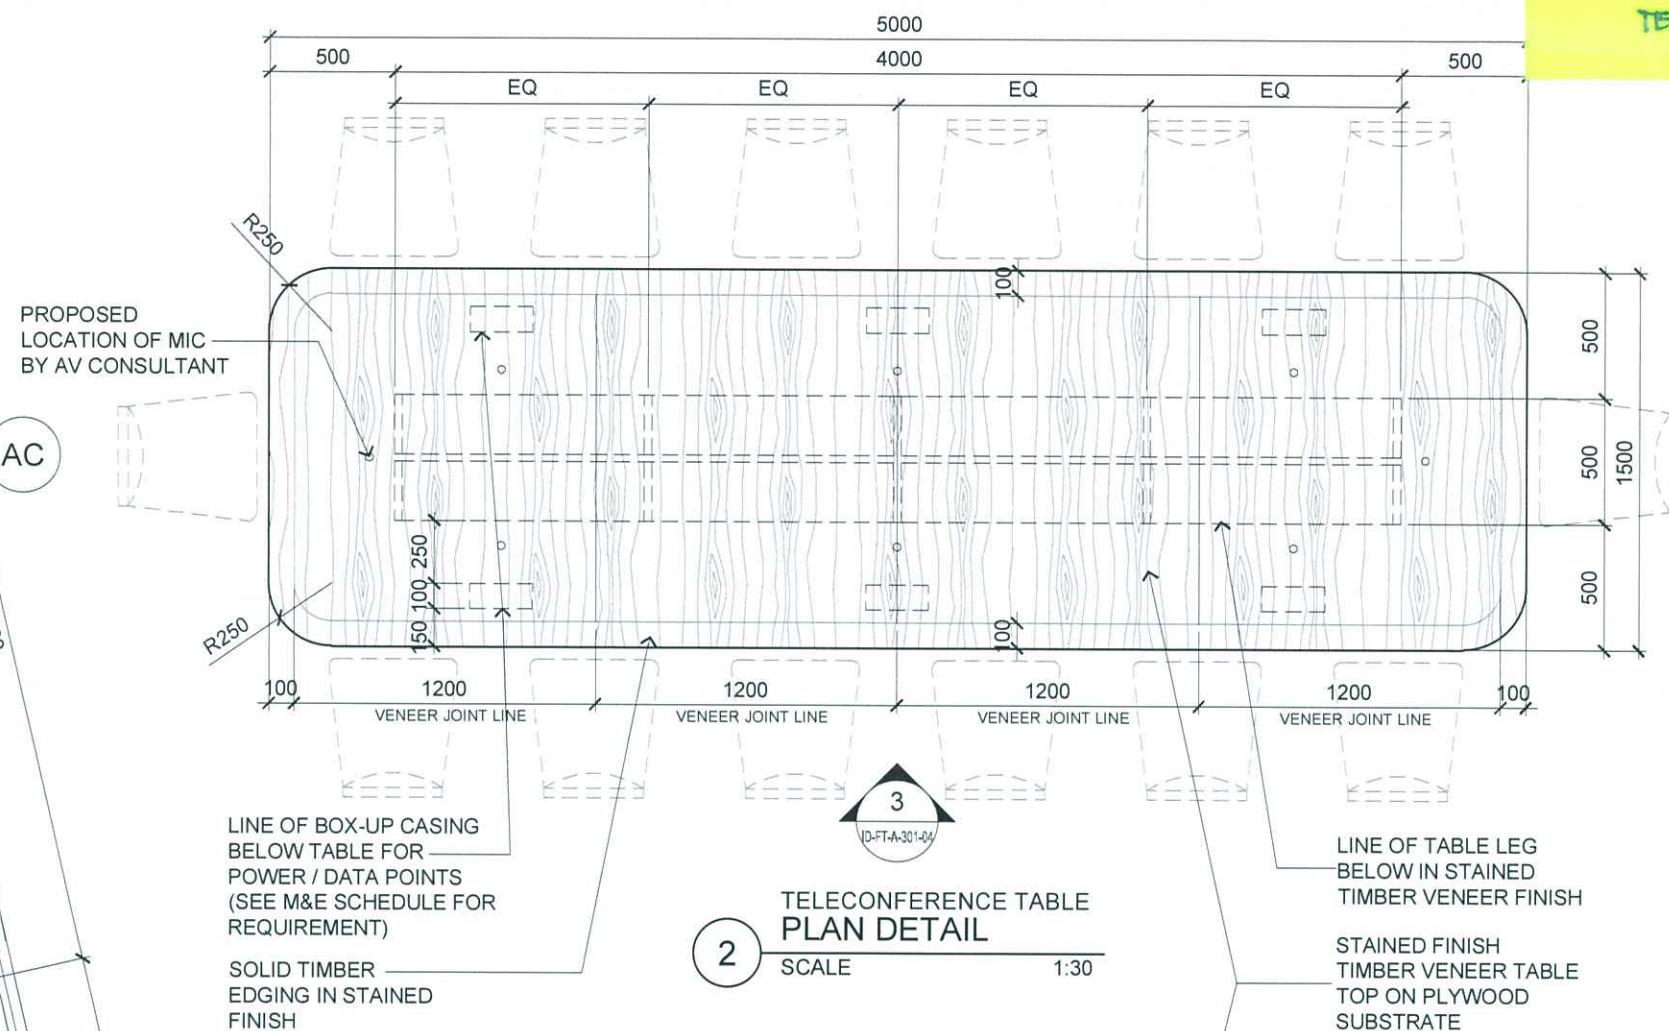 TE
5000
500
4000
500
EQ
EQ
EQ
EQ
R250
100
PROPOSED
LOCATION OF MIC
BY AV CONSULTANT
AC
500
500
1500
500
250
100
150
R250
100
100
1200
1200
1200
1200
100
VENEER JOINT LINE
VENEER JOINT LINE
VENEER JOINT LINE
VENEER JOINT LINE
3
ID-FT-A-301-04
LINE OF BOX-UP CASING
BELOW TABLE FOR
POWER / DATA POINTS
(SEE M&E SCHEDULE FOR
REQUIREMENT)
SOLID TIMBER
EDGING IN STAINED
FINISH
2
TELECONFERENCE TABLE
PLAN DETAIL
SCALE 1:30
LINE OF TABLE LEG
BELOW IN STAINED
TIMBER VENEER FINISH
STAINED FINISH
TIMBER VENEER TABLE
TOP ON PLYWOOD
SUBSTRATE